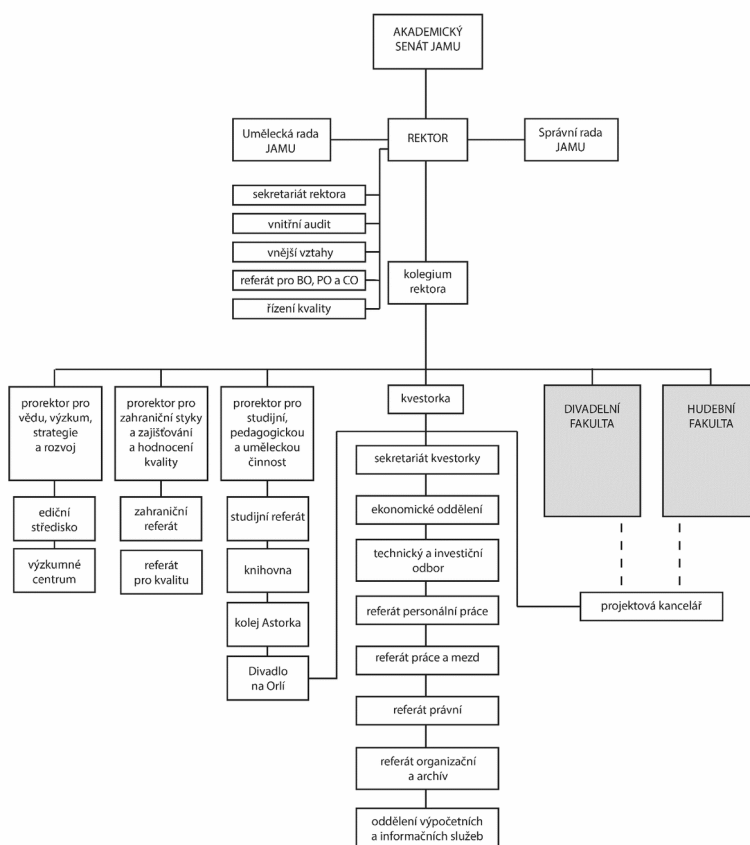 AKADEMICKÝ
SENÁT JAMU
Umělecká rada
JAMU
REKTOR
Správní rada
JAMU
sekretariát rektora
vnitřní audit
vnější vztahy
referát pro BO, PO a CO
řízení kvality
kolegium
rektora
prorektor pro
vědu, výzkum,
strategie
a rozvoj
prorektor pro
zahraniční styky
a zajišťování
a hodnocení
kvality
prorektor pro
studijní,
pedagogickou
a uměleckou
činnost
kvestorka
DIVADELNÍ
FAKULTA
HUDEBNÍ
FAKULTA
ediční
středisko
výzkumné
centrum
zahraniční
referát
referát
pro kvalitu
studijní referát
knihovna
kolej Astorka
Divadlo
na Orlí
sekretariát kvestorky
ekonomické oddělení
technický a investiční
odbor
referát personální práce
referát práce a mezd
referát právní
referát organizační
a archív
oddělení výpočetních
a informačních služeb
projektová kancelář